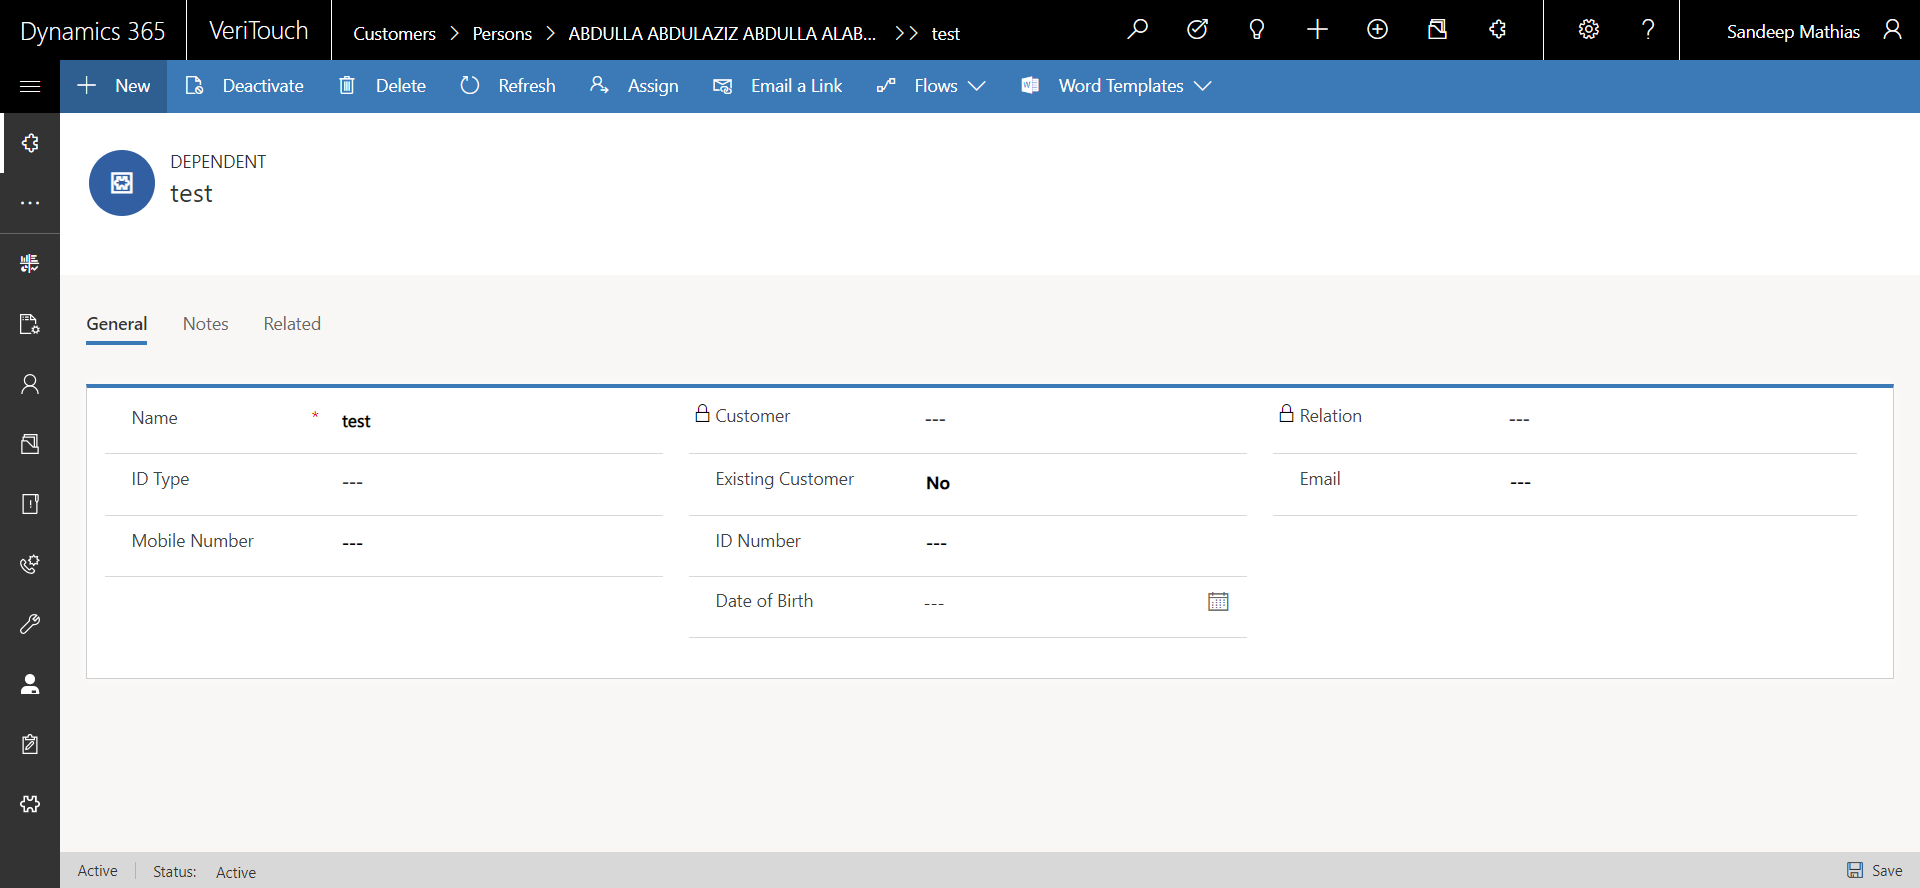 Dynamics 365
VeriTouch
Customers > Persons > ABDULLA ABDULAZIZ ABDULLA ALAB... >> test
?
Sandeep Mathias
New
Deactivate
Delete
Refresh
Assign
Email a Link
Flows
Word Templates
DEPENDENT
test
General
Notes
Related
Name * test
Customer ---
Relation ---
ID Type ---
Existing Customer No
Email ---
Mobile Number ---
ID Number ---
Date of Birth ---
Active
Status: Active
Save